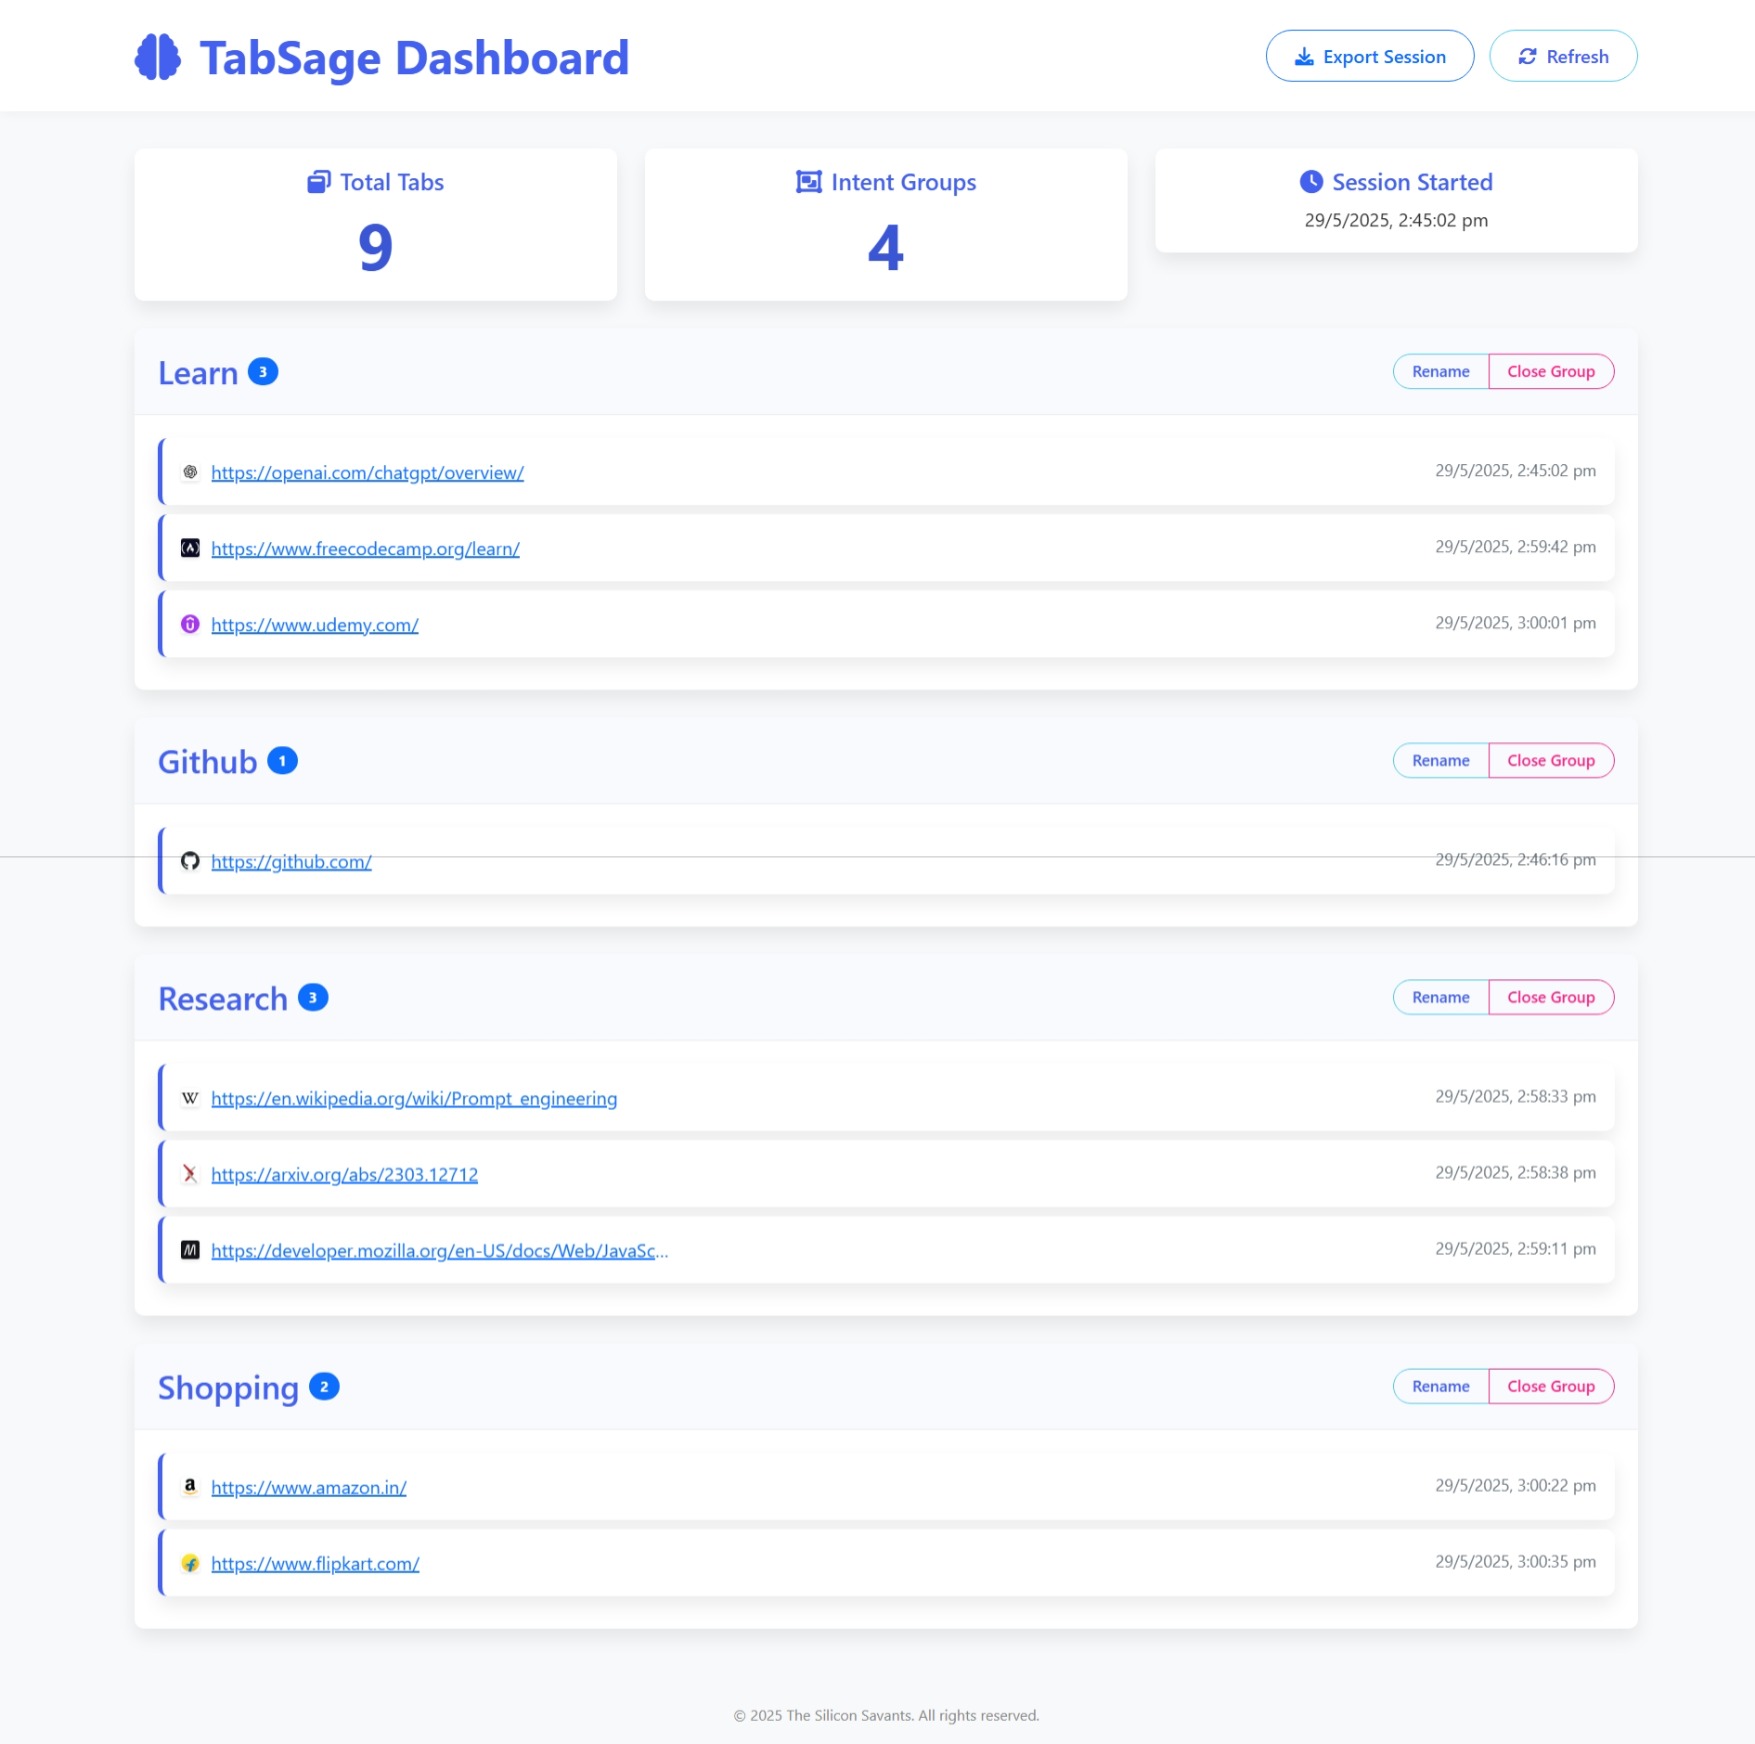 TabSage Dashboard
Export Session
Refresh
Total Tabs
9
Intent Groups
4
Session Started
29/5/2025, 2:45:02 pm
Learn 3
Rename
Close Group
https://openai.com/chatgpt/overview/
29/5/2025, 2:45:02 pm
https://www.freecodecamp.org/learn/
29/5/2025, 2:59:42 pm
https://www.udemy.com/
29/5/2025, 3:00:01 pm
Github 1
Rename
Close Group
https://github.com/
29/5/2025, 2:46:16 pm
Research 3
Rename
Close Group
https://en.wikipedia.org/wiki/Prompt_engineering
29/5/2025, 2:58:33 pm
https://arxiv.org/abs/2303.12712
29/5/2025, 2:58:38 pm
https://developer.mozilla.org/en-US/docs/Web/JavaSc...
29/5/2025, 2:59:11 pm
Shopping 2
Rename
Close Group
https://www.amazon.in/
29/5/2025, 3:00:22 pm
https://www.flipkart.com/
29/5/2025, 3:00:35 pm
© 2025 The Silicon Savants. All rights reserved.